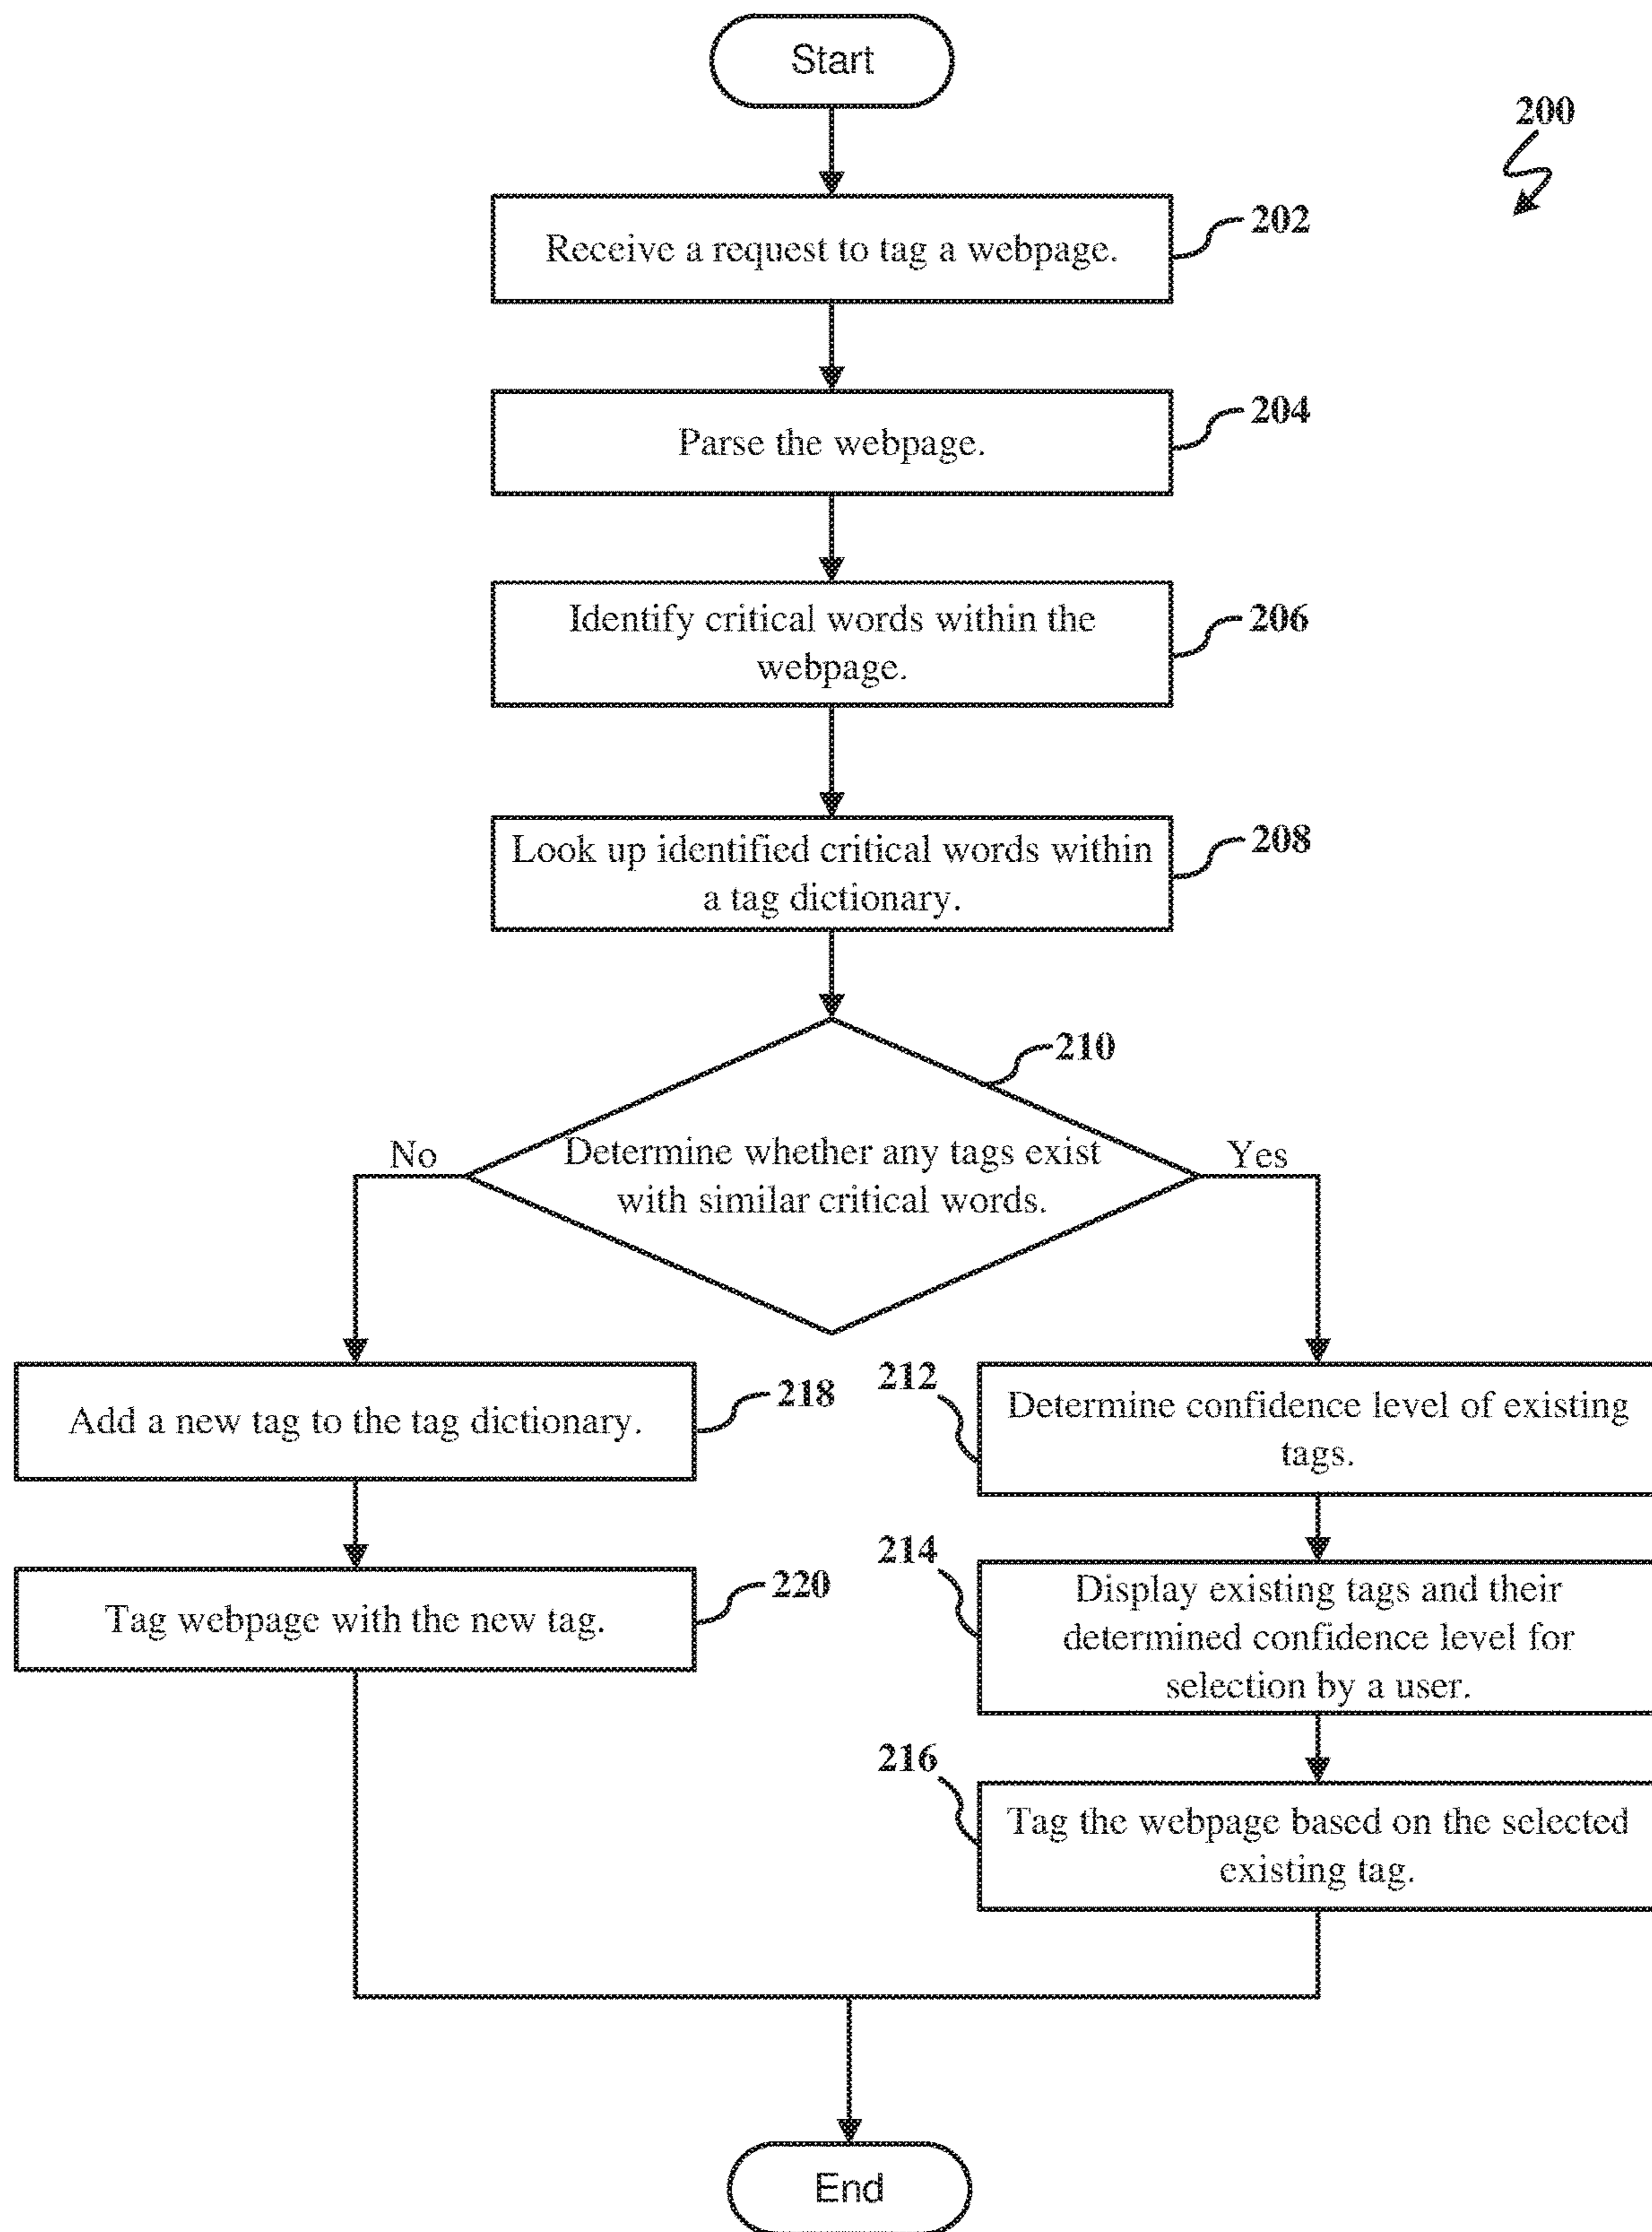 Start
200
Receive a request to tag a webpage.
202
Parse the webpage.
204
Identify critical words within the
webpage.
206
Look up identified critical words within
a tag dictionary.
208
210
No
Determine whether any tags exist
with similar critical words.
Yes
Add a new tag to the tag dictionary.
218
212
Determine confidence level of existing
tags.
Tag webpage with the new tag.
220
214
Display existing tags and their
determined confidence level for
selection by a user.
216
Tag the webpage based on the selected
existing tag.
End